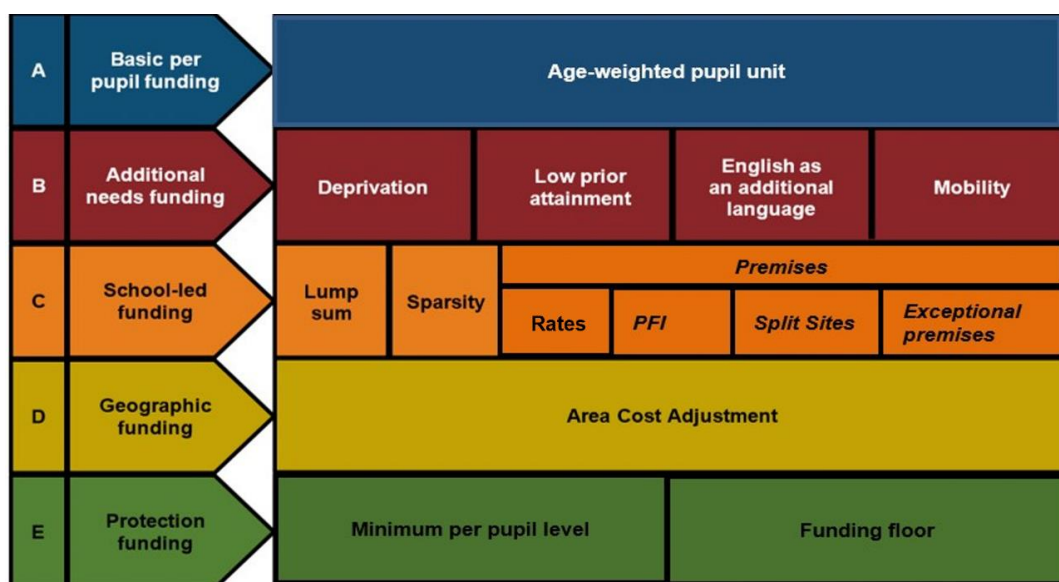 A
Basic per
pupil funding
Age-weighted pupil unit
B
Additional
needs funding
Deprivation
Low prior
attainment
English as
an additional
language
Mobility
C
School-led
funding
Lump
sum
Sparsity
Premises
Rates
PFI
Split Sites
Exceptional
premises
D
Geographic
funding
Area Cost Adjustment
E
Protection
funding
Minimum per pupil level
Funding floor